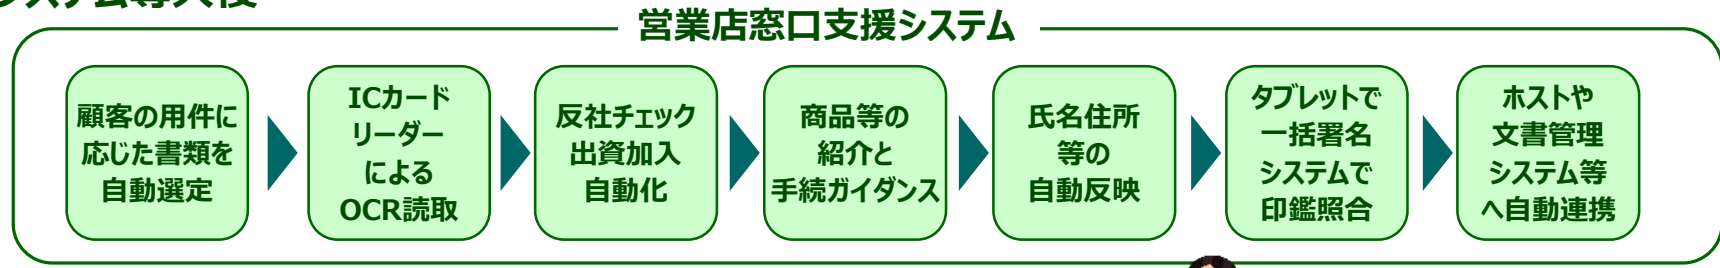 営業店窓口支援システム
顧客の用件に
応じた書類を
自動選定
ICカード
リーダー
による
OCR読取
反社チェック
出資加入
自動化
商品等の
紹介と
手続ガイダンス
氏名住所
等の
自動反映
タブレットで
一括署名
システムで
印鑑照合
ホストや
文書管理
システム等
へ自動連携